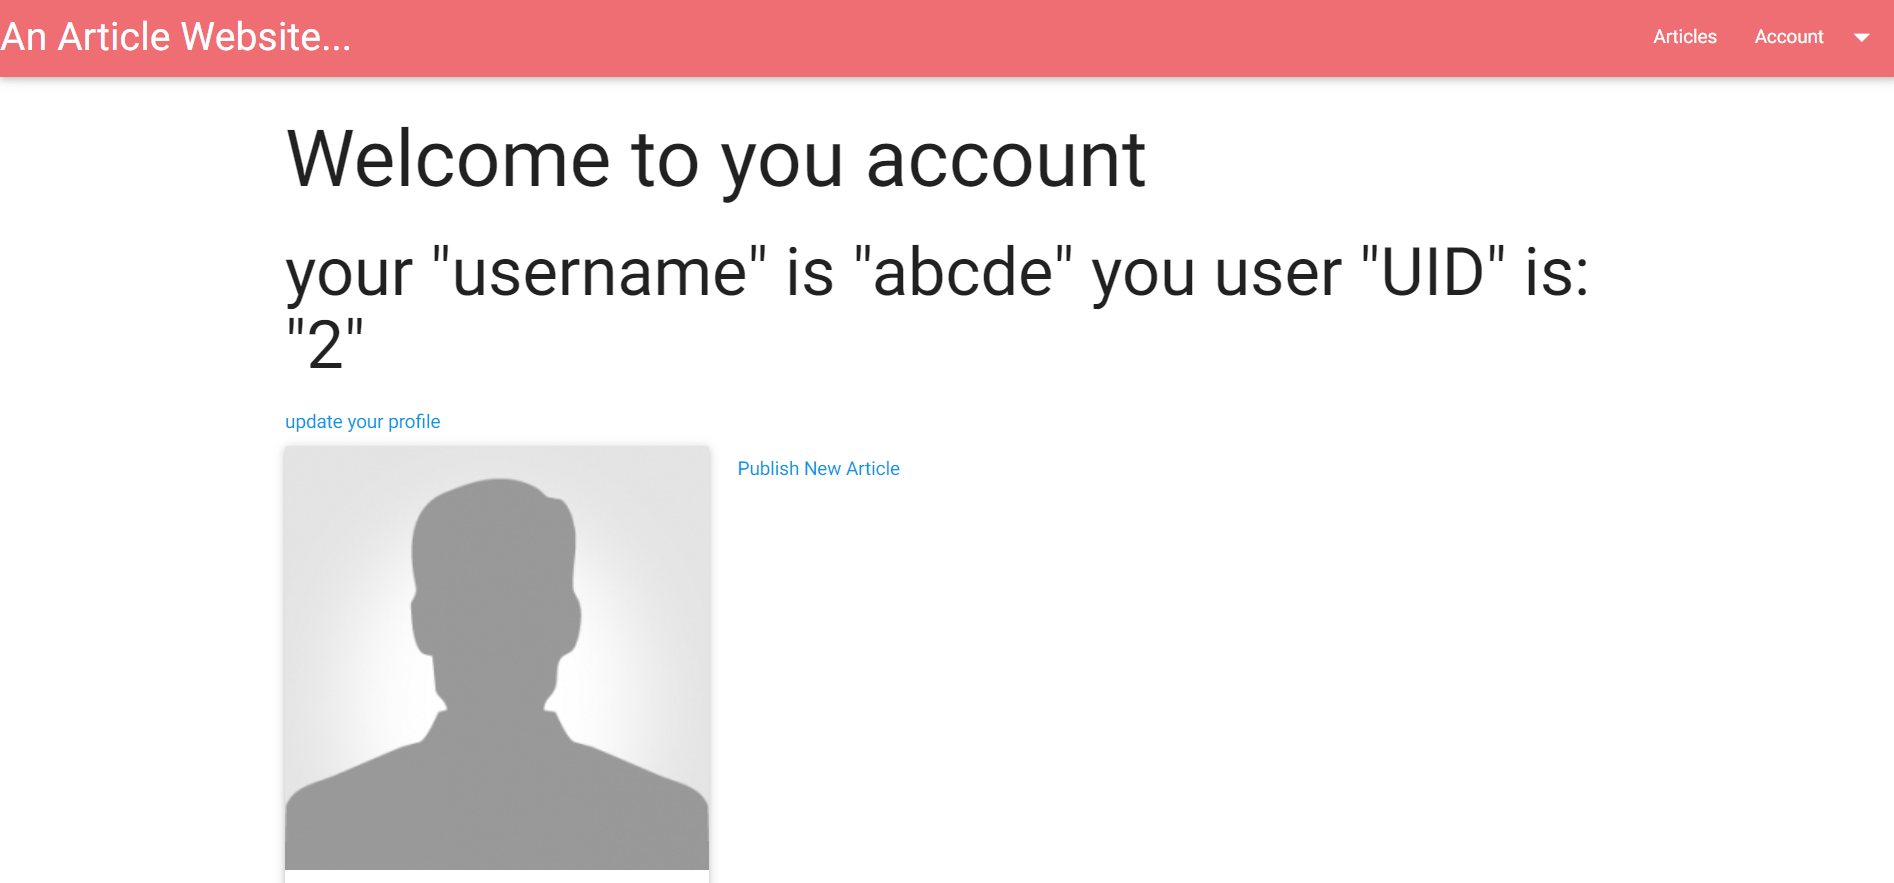 An Article Website...
Articles
Account
Welcome to you account
your "username" is "abcde" you user "UID" is:
"2"
update your profile
Publish New Article